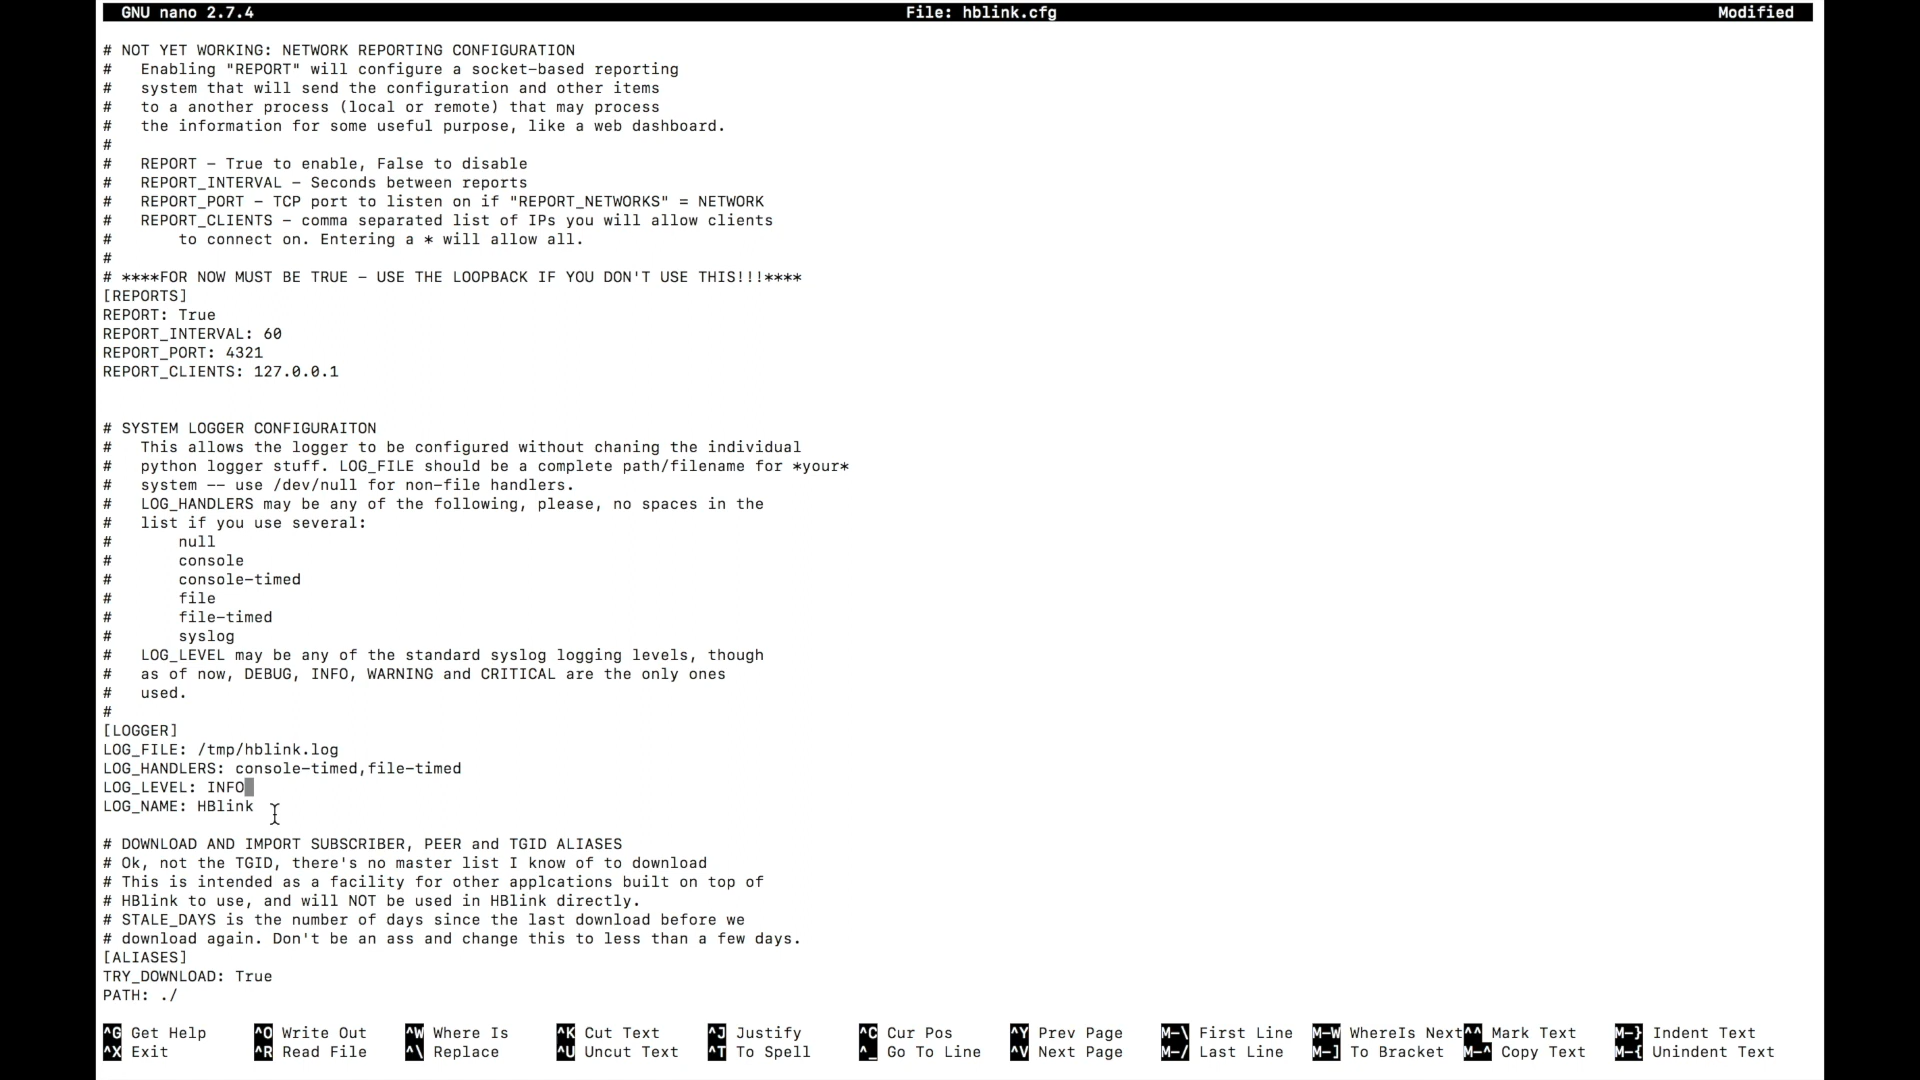 GNU nano 2.7.4 File: hblink.cfg Modified
# NOT YET WORKING: NETWORK REPORTING CONFIGURATION
#   Enabling "REPORT" will configure a socket-based reporting
#   system that will send the configuration and other items
#   to a another process (local or remote) that may process
#   the information for some useful purpose, like a web dashboard.
#
#   REPORT - True to enable, False to disable
#   REPORT_INTERVAL - Seconds between reports
#   REPORT_PORT - TCP port to listen on if "REPORT_NETWORKS" = NETWORK
#   REPORT_CLIENTS - comma separated list of IPs you will allow clients
#       to connect on. Entering a * will allow all.
#
# ****FOR NOW MUST BE TRUE - USE THE LOOPBACK IF YOU DON'T USE THIS!!!****
[REPORTS]
REPORT: True
REPORT_INTERVAL: 60
REPORT_PORT: 4321
REPORT_CLIENTS: 127.0.0.1
# SYSTEM LOGGER CONFIGURAITON
#   This allows the logger to be configured without chaning the individual
#   python logger stuff. LOG_FILE should be a complete path/filename for *your*
#   system -- use /dev/null for non-file handlers.
#   LOG_HANDLERS may be any of the following, please, no spaces in the
#   list if you use several:
#       null
#       console
#       console-timed
#       file
#       file-timed
#       syslog
#   LOG_LEVEL may be any of the standard syslog logging levels, though
#   as of now, DEBUG, INFO, WARNING and CRITICAL are the only ones
#   used.
#
[LOGGER]
LOG_FILE: /tmp/hblink.log
LOG_HANDLERS: console-timed,file-timed
LOG_LEVEL: INFO
LOG_NAME: HBlink
# DOWNLOAD AND IMPORT SUBSCRIBER, PEER and TGID ALIASES
# Ok, not the TGID, there's no master list I know of to download
# This is intended as a facility for other applcations built on top of
# HBlink to use, and will NOT be used in HBlink directly.
# STALE_DAYS is the number of days since the last download before we
# download again. Don't be an ass and change this to less than a few days.
[ALIASES]
TRY_DOWNLOAD: True
PATH: ./
^G Get Help ^O Write Out ^W Where Is ^K Cut Text ^J Justify ^C Cur Pos ^Y Prev Page M-\ First Line M-W WhereIs Next ^^ Mark Text M-} Indent Text
^X Exit ^R Read File ^\ Replace ^U Uncut Text ^T To Spell ^_ Go To Line ^V Next Page M-/ Last Line M-] To Bracket M-^ Copy Text M-{ Unindent Text